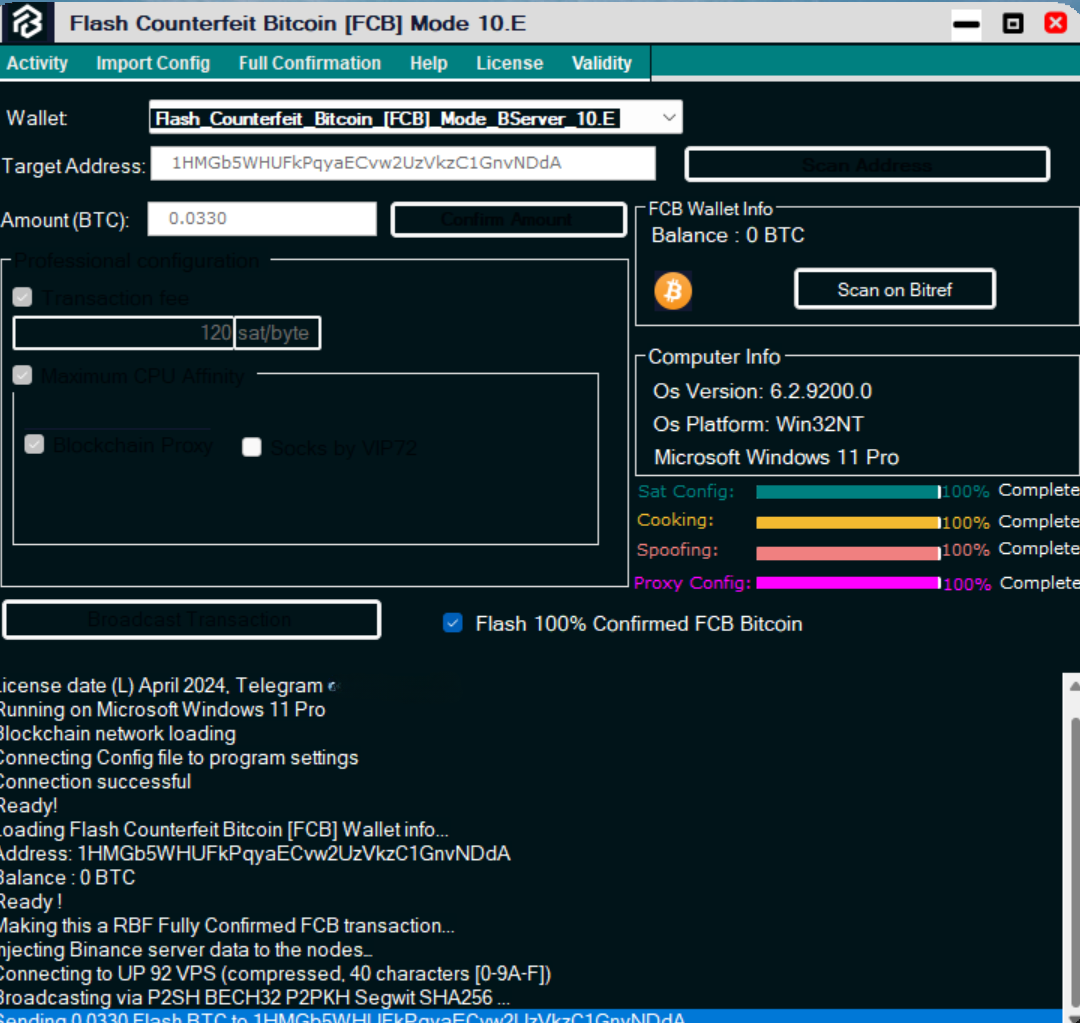 Flash Counterfeit Bitcoin [FCB] Mode 10.E
Activity Import Config Full Confirmation Help License Validity
Wallet: Flash_Counterfeit_Bitcoin_[FCB]_Mode_BServer_10.E
Target Address: 1HMGb5WHUFkPqyaECvw2UzVkzC1GnvNDdA Scan Address
Amount (BTC): 0.0330 Confirm Amount
FCB Wallet Info
Balance : 0 BTC
Scan on Bitref
Professional configuration
Transaction fee
120 sat/byte
Maximum CPU Affinity
Blockchain Proxy Socks by VIP72
Computer Info
Os Version: 6.2.9200.0
Os Platform: Win32NT
Microsoft Windows 11 Pro
Sat Config: 100% Complete
Cooking: 100% Complete
Spoofing: 100% Complete
Proxy Config: 100% Complete
Broadcast Transaction Flash 100% Confirmed FCB Bitcoin
License date (L) April 2024, Telegram
Running on Microsoft Windows 11 Pro
Blockchain network loading
Connecting Config file to program settings
Connection successful
Ready!
Loading Flash Counterfeit Bitcoin [FCB] Wallet info...
Address: 1HMGb5WHUFkPqyaECvw2UzVkzC1GnvNDdA
Balance : 0 BTC
Ready !
Making this a RBF Fully Confirmed FCB transaction...
Injecting Binance server data to the nodes...
Connecting to UP 92 VPS (compressed, 40 characters [0-9A-F])
Broadcasting via P2SH BECH32 P2PKH Segwit SHA256 ...
Sending 0.0330 Flash BTC to 1HMGb5WHUFkPqyaECvw2UzVkzC1GnvNDdA